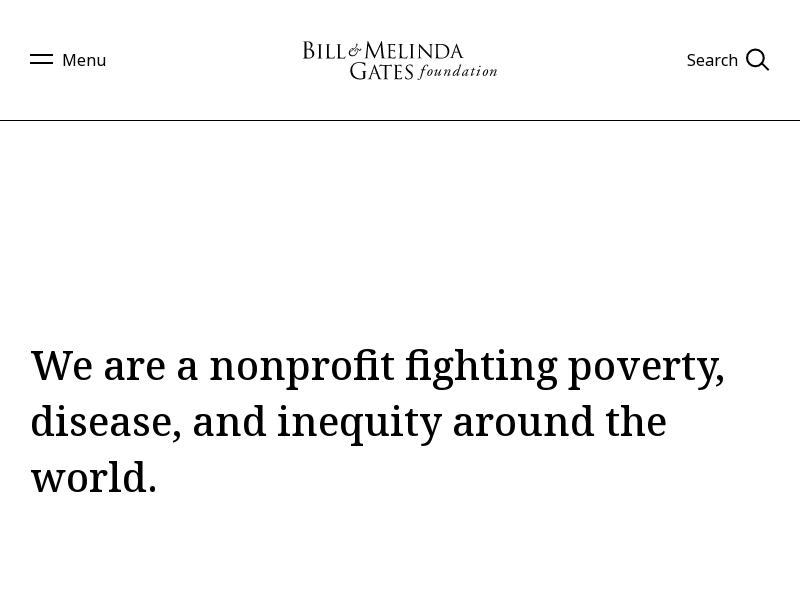 Menu
BILL & MELINDA
GATES foundation
Search
We are a nonprofit fighting poverty,
disease, and inequity around the
world.